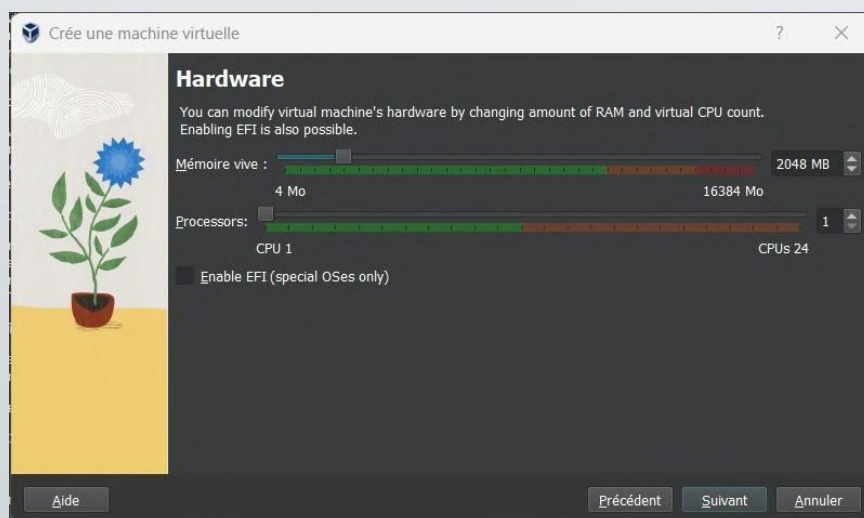 Crée une machine virtuelle
Hardware
You can modify virtual machine's hardware by changing amount of RAM and virtual CPU count.
Enabling EFI is also possible.
Mémoire vive : 2048 MB
4 Mo 16384 Mo
Processors: 1
CPU 1 CPUs 24
Enable EFI (special OSes only)
Aide Précédent Suivant Annuler